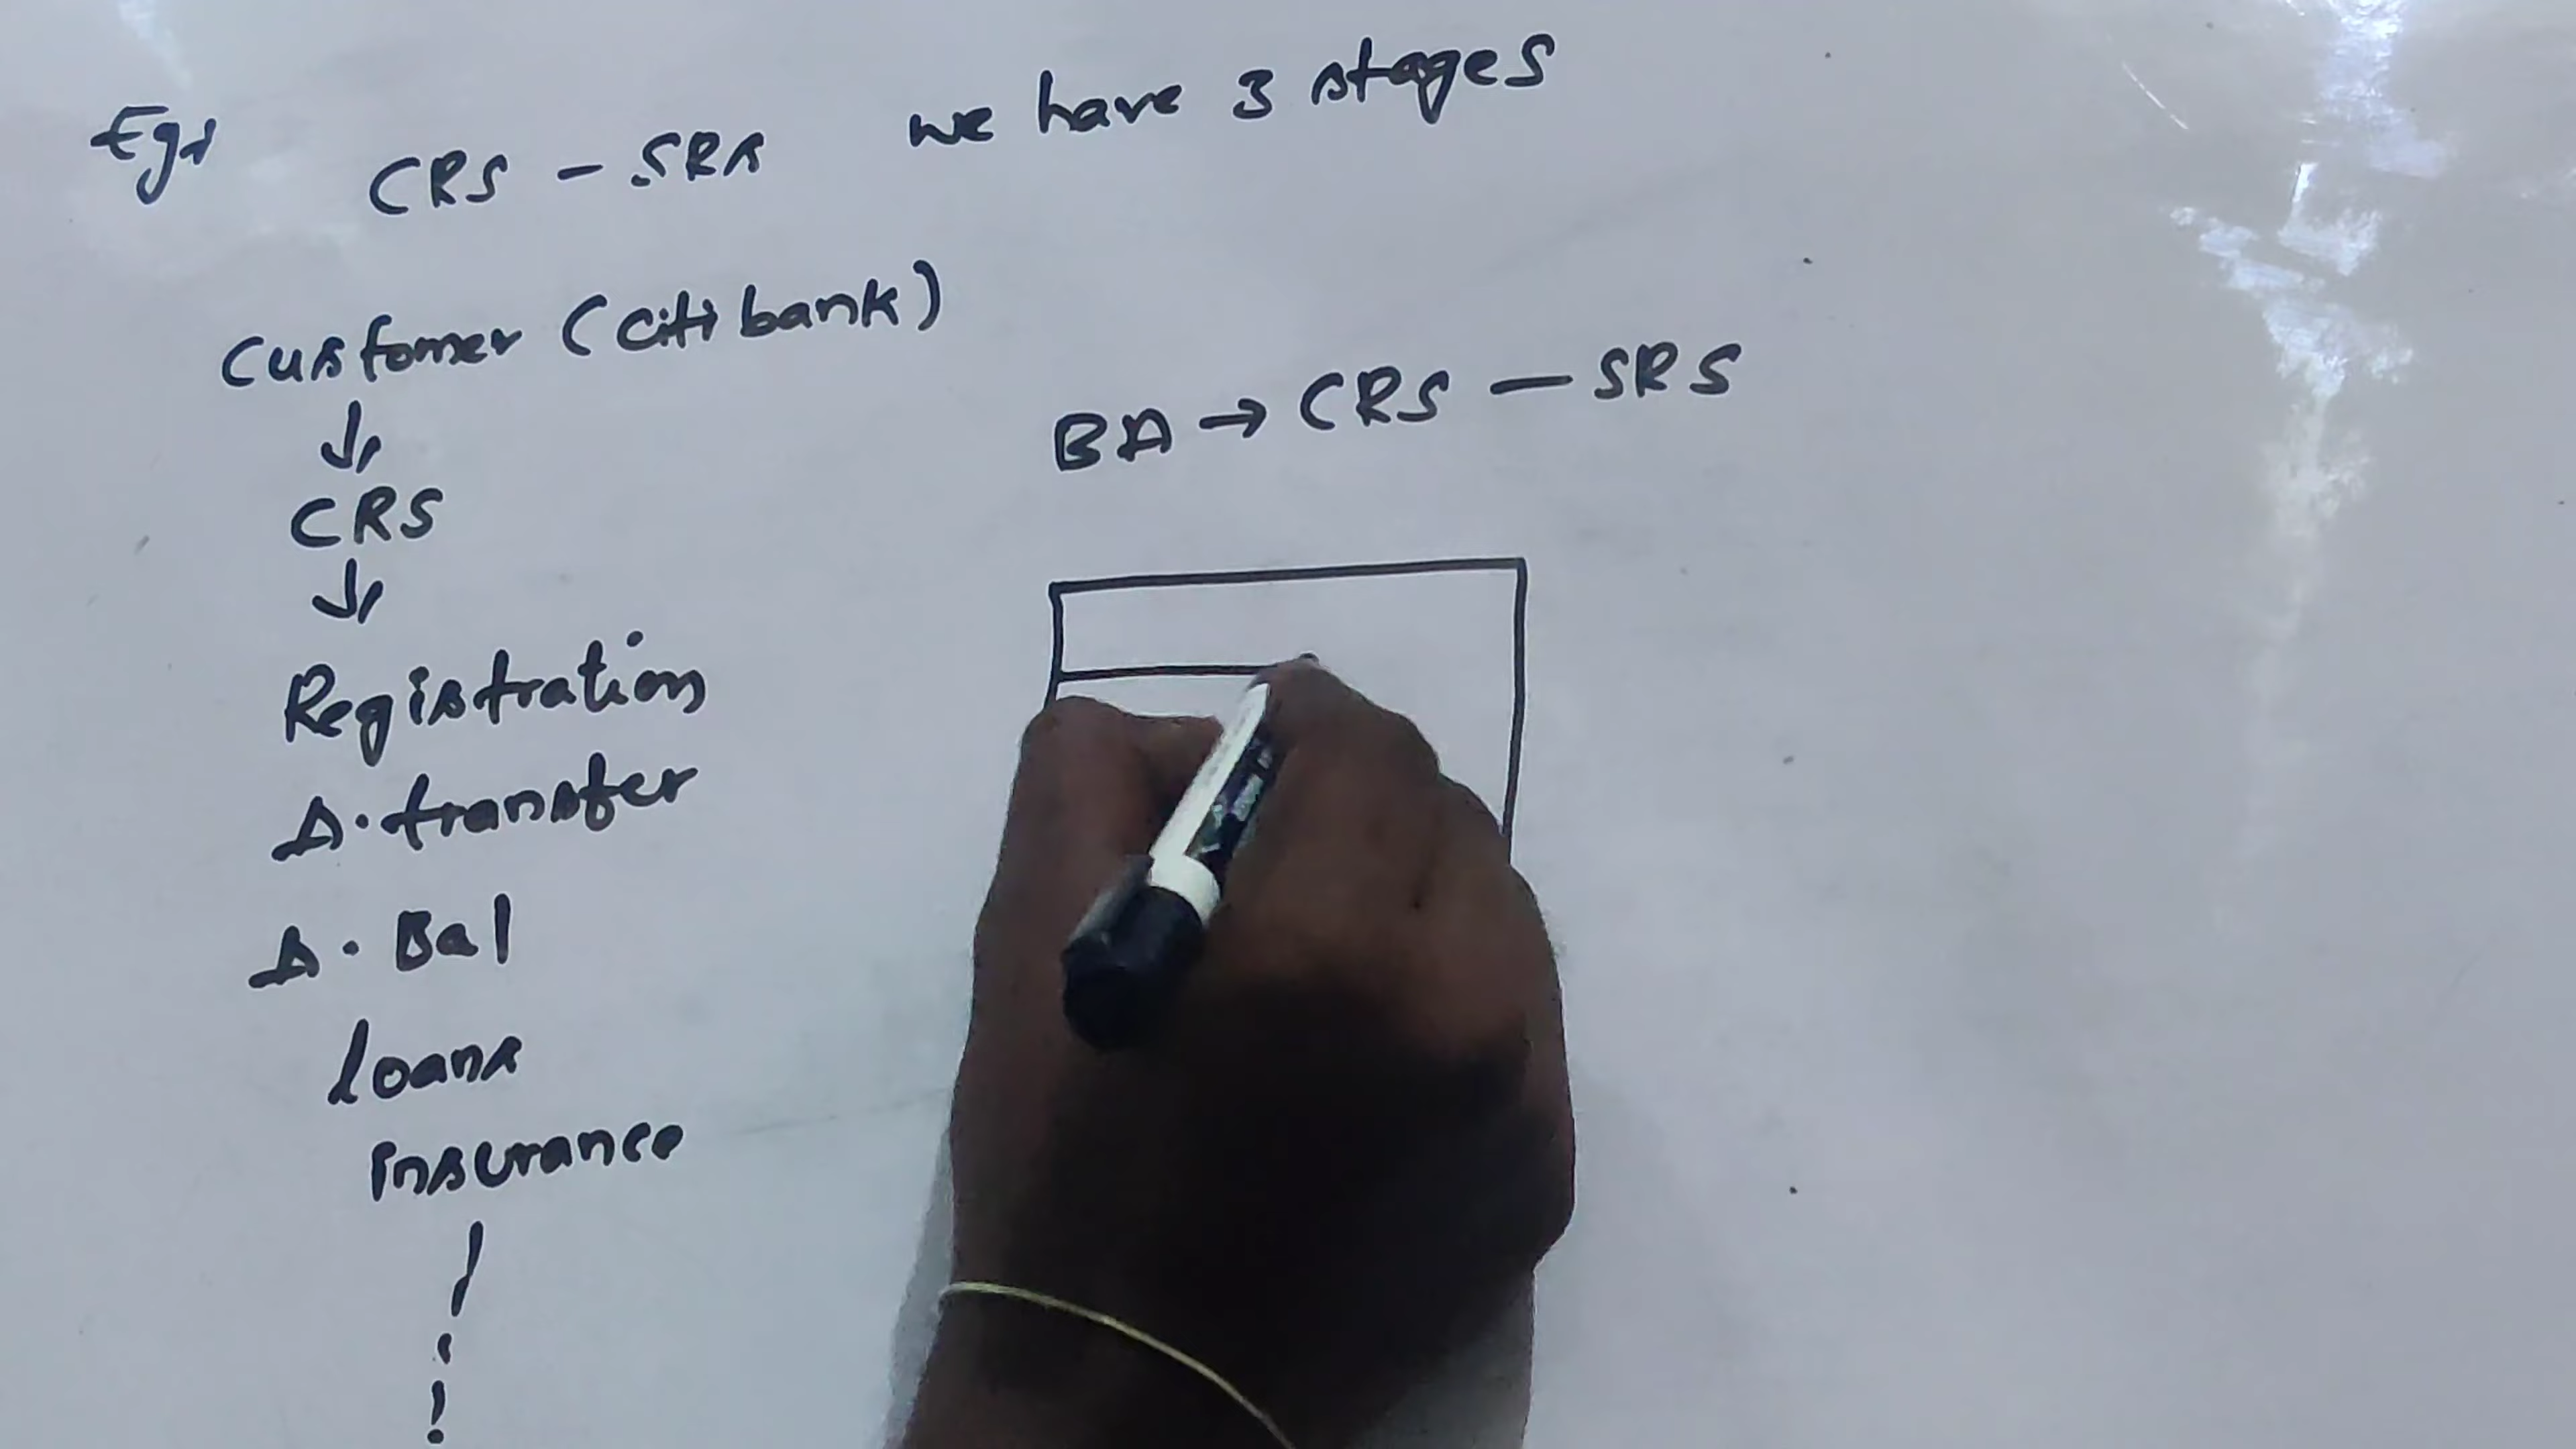 Eg:
CRS - SRS we have 3 stages
Customer (Citi bank)
CRS
Registration
A. transfer
A. Bal
loans
insurance
BA → CRS — SRS